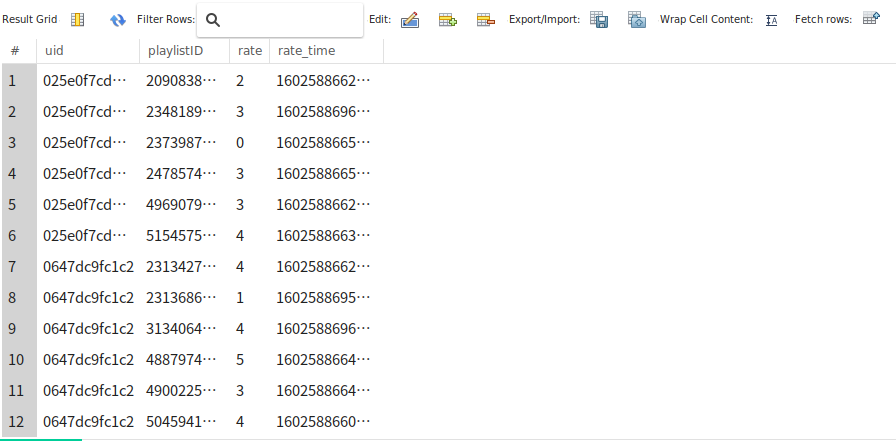 Result Grid Filter Rows: Edit: Export/Import: Wrap Cell Content: Fetch rows:
# uid playlistID rate rate_time
1 025e0f7cd… 2090838… 2 1602588662…
2 025e0f7cd… 2348189… 3 1602588696…
3 025e0f7cd… 2373987… 0 1602588665…
4 025e0f7cd… 2478574… 3 1602588665…
5 025e0f7cd… 4969079… 3 1602588662…
6 025e0f7cd… 5154575… 4 1602588663…
7 0647dc9fc1c2 2313427… 4 1602588662…
8 0647dc9fc1c2 2313686… 1 1602588695…
9 0647dc9fc1c2 3134064… 4 1602588696…
10 0647dc9fc1c2 4887974… 5 1602588664…
11 0647dc9fc1c2 4900225… 3 1602588664…
12 0647dc9fc1c2 5045941… 4 1602588660…